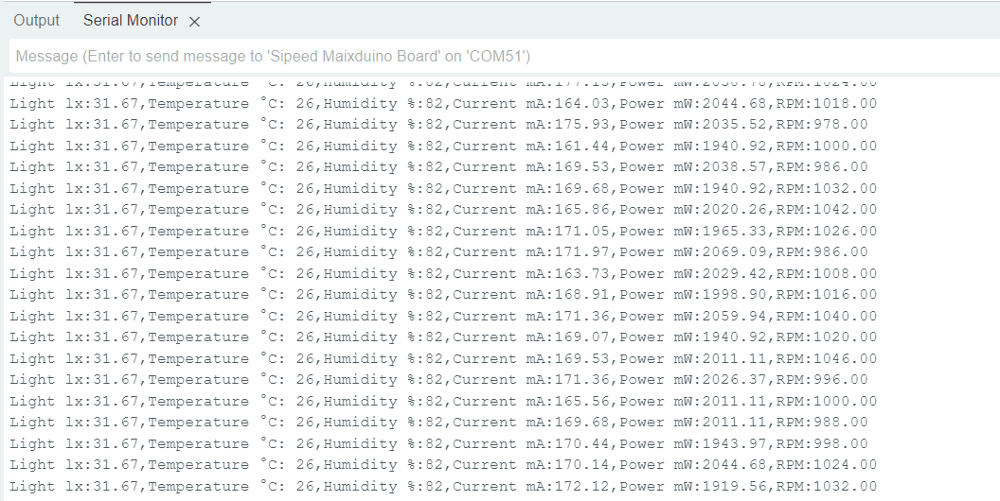 Output Serial Monitor
Message (Enter to send message to 'Sipeed Maixduino Board' on 'COM51')
Light lx:31.67,Temperature °C: 26,Humidity %:82,Current mA:177.15,Power mW:
Light lx:31.67,Temperature °C: 26,Humidity %:82,Current mA:164.03,Power mW:2044.68,RPM:1018.00
Light lx:31.67,Temperature °C: 26,Humidity %:82,Current mA:175.93,Power mW:2035.52,RPM:978.00
Light lx:31.67,Temperature °C: 26,Humidity %:82,Current mA:161.44,Power mW:1940.92,RPM:1000.00
Light lx:31.67,Temperature °C: 26,Humidity %:82,Current mA:169.53,Power mW:2038.57,RPM:986.00
Light lx:31.67,Temperature °C: 26,Humidity %:82,Current mA:169.68,Power mW:1940.92,RPM:1032.00
Light lx:31.67,Temperature °C: 26,Humidity %:82,Current mA:165.86,Power mW:2020.26,RPM:1042.00
Light lx:31.67,Temperature °C: 26,Humidity %:82,Current mA:171.05,Power mW:1965.33,RPM:1026.00
Light lx:31.67,Temperature °C: 26,Humidity %:82,Current mA:171.97,Power mW:2069.09,RPM:986.00
Light lx:31.67,Temperature °C: 26,Humidity %:82,Current mA:163.73,Power mW:2029.42,RPM:1008.00
Light lx:31.67,Temperature °C: 26,Humidity %:82,Current mA:168.91,Power mW:1998.90,RPM:1016.00
Light lx:31.67,Temperature °C: 26,Humidity %:82,Current mA:171.36,Power mW:2059.94,RPM:1040.00
Light lx:31.67,Temperature °C: 26,Humidity %:82,Current mA:169.07,Power mW:1940.92,RPM:1020.00
Light lx:31.67,Temperature °C: 26,Humidity %:82,Current mA:169.53,Power mW:2011.11,RPM:1046.00
Light lx:31.67,Temperature °C: 26,Humidity %:82,Current mA:171.36,Power mW:2026.37,RPM:996.00
Light lx:31.67,Temperature °C: 26,Humidity %:82,Current mA:165.56,Power mW:2011.11,RPM:1000.00
Light lx:31.67,Temperature °C: 26,Humidity %:82,Current mA:169.68,Power mW:2011.11,RPM:988.00
Light lx:31.67,Temperature °C: 26,Humidity %:82,Current mA:170.44,Power mW:1943.97,RPM:998.00
Light lx:31.67,Temperature °C: 26,Humidity %:82,Current mA:170.14,Power mW:2044.68,RPM:1024.00
Light lx:31.67,Temperature °C: 26,Humidity %:82,Current mA:172.12,Power mW:1919.56,RPM:1032.00